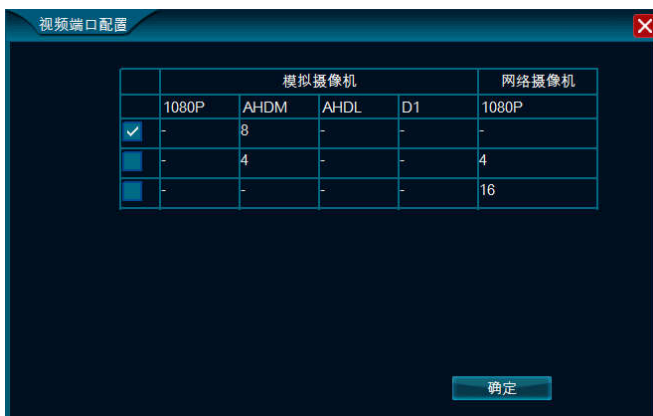 视频端口配置
模拟摄像机 网络摄像机
1080P AHDM AHDL D1 1080P
- 8 - - -
- 4 - - 4
- - - - 16
确定